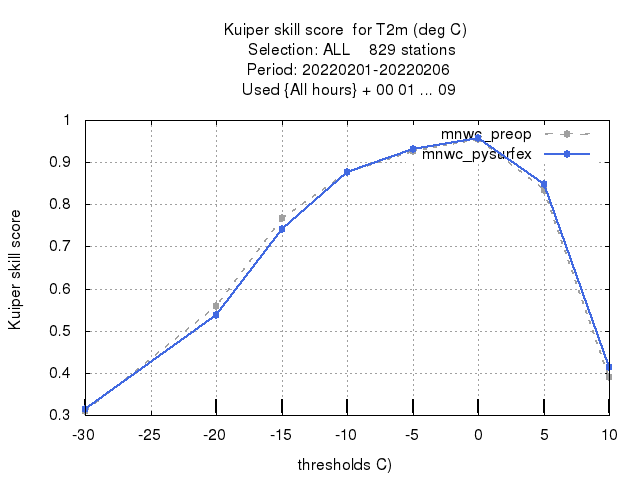 Kuiper skill score  for T2m (deg C)
Selection: ALL    829 stations
Period: 20220201-20220206
Used {All hours} + 00 01 ... 09
1
0.9
0.8
0.7
0.6
0.5
0.4
0.3
Kuiper skill score
mnwc_preop
mnwc_pysurfex
-30 -25 -20 -15 -10 -5 0 5 10
thresholds C)